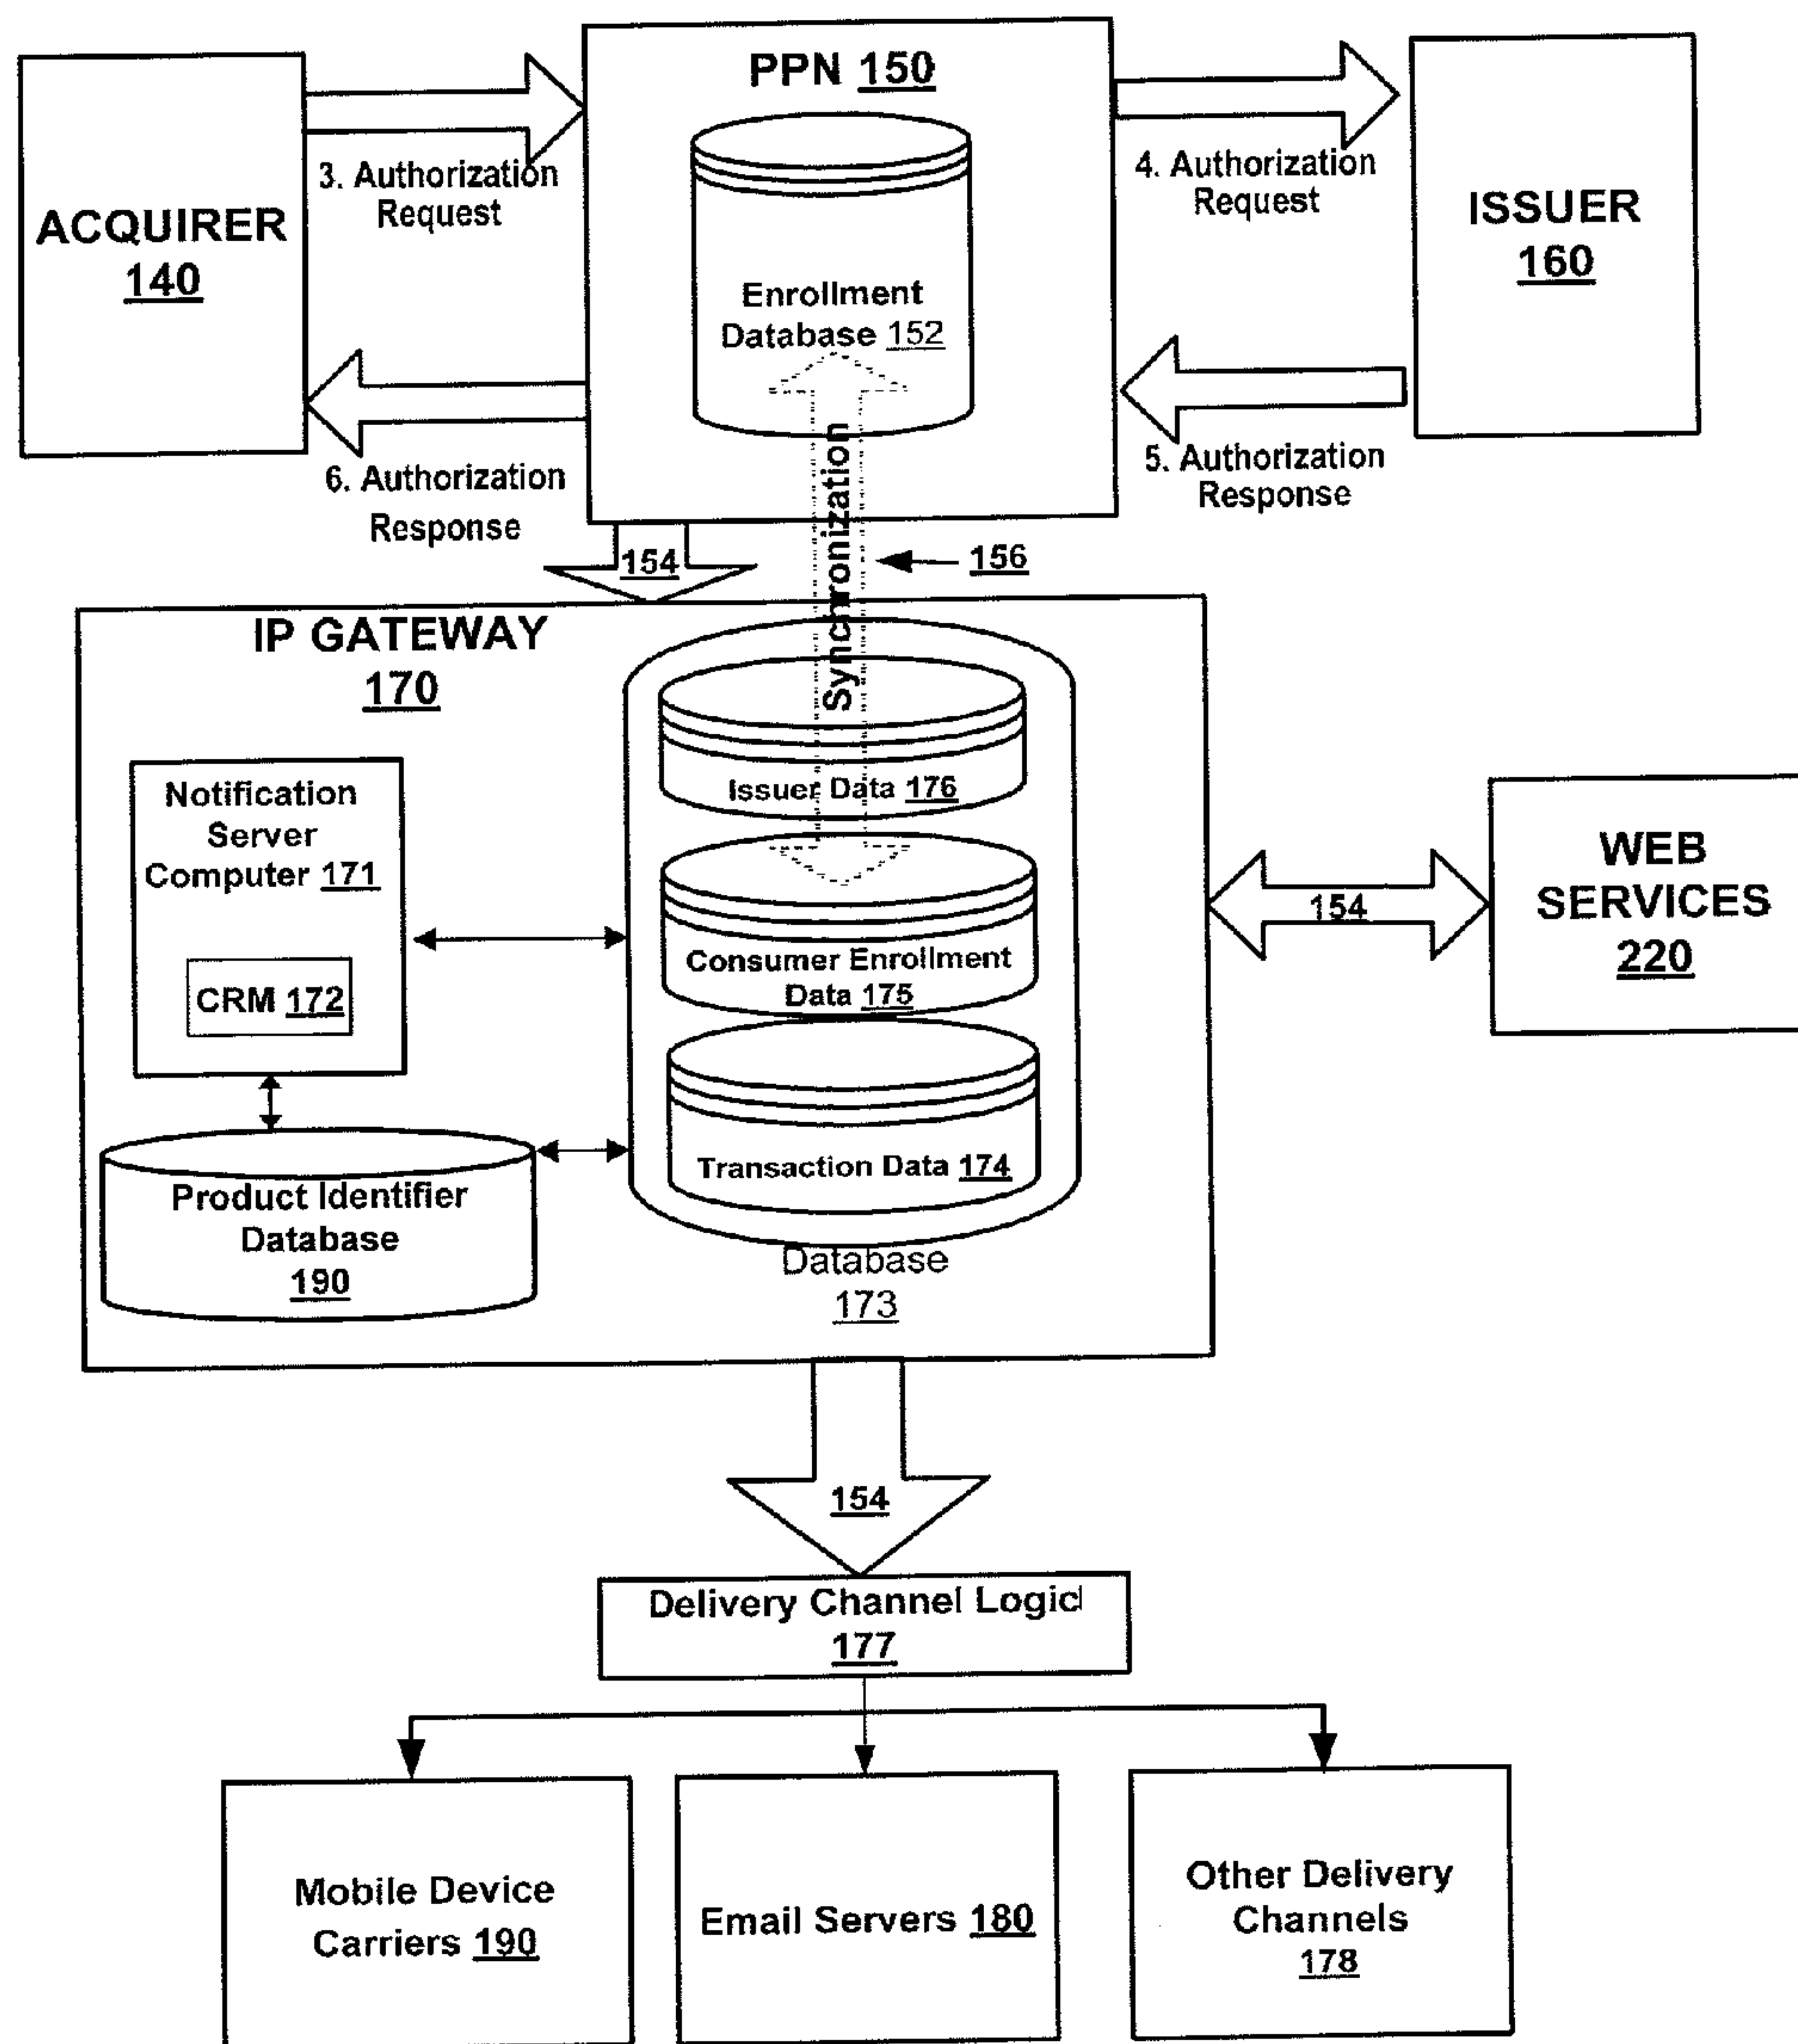 PPN 150
3. Authorization
Request
4. Authorization
Request
ACQUIRER
140
ISSUER
160
Enrollment
Database 152
6. Authorization
Response
5. Authorization
Response
154
Synchronization
156
IP GATEWAY
170
Notification
Server
Computer 171
CRM 172
Issuer Data 176
Consumer Enrollment
Data 175
Transaction Data 174
Product Identifier
Database
190
Database
173
154
WEB
SERVICES
220
154
Delivery Channel Logic
177
Mobile Device
Carriers 190
Email Servers 180
Other Delivery
Channels
178